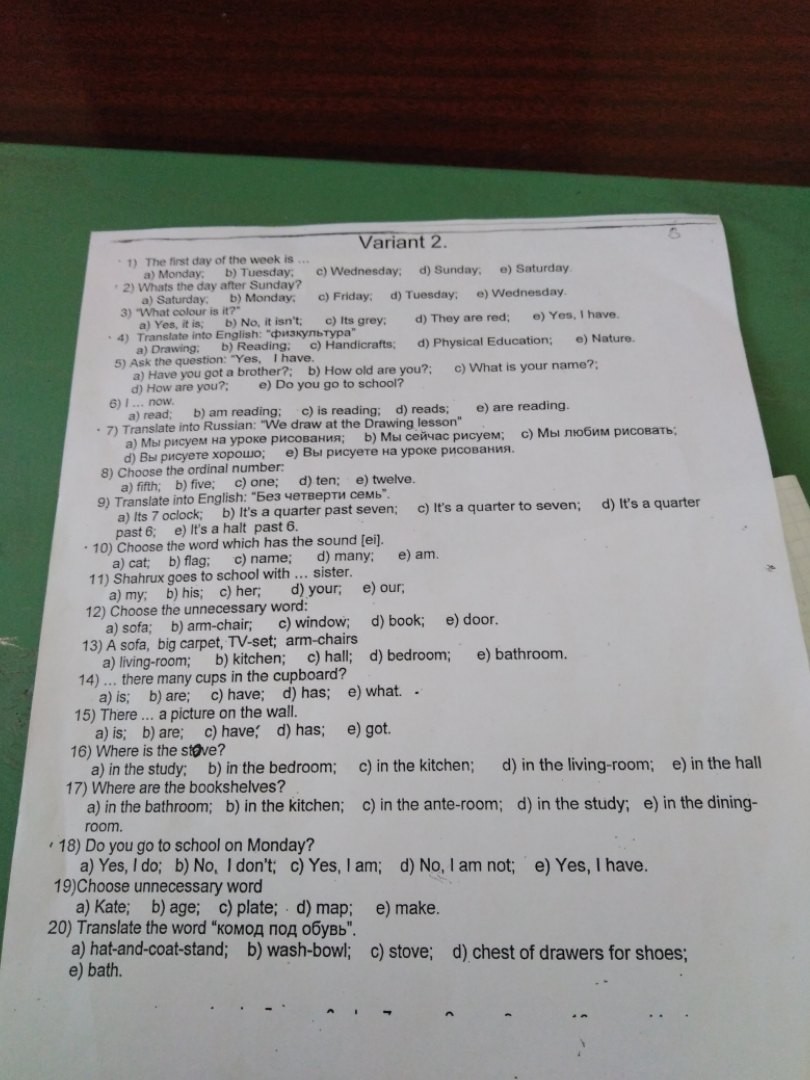 Variant 2.
1) The first day of the week is ...
a) Monday; b) Tuesday; c) Wednesday; d) Sunday; e) Saturday.
2) Whats the day after Sunday?
a) Saturday; b) Monday; c) Friday; d) Tuesday; e) Wednesday.
3) "What colour is it?"
a) Yes, it is; b) No, it isn't; c) Its grey; d) They are red; e) Yes, I have.
4) Translate into English: "физкультура"
a) Drawing; b) Reading; c) Handicrafts; d) Physical Education; e) Nature.
5) Ask the question: "Yes, I have.
a) Have you got a brother?; b) How old are you?; c) What is your name?;
d) How are you?; e) Do you go to school?
6) I ... now.
a) read; b) am reading; c) is reading; d) reads; e) are reading.
7) Translate into Russian: "We draw at the Drawing lesson"
a) Мы рисуем на уроке рисования; b) Мы сейчас рисуем; c) Мы любим рисовать;
d) Вы рисуете хорошо; e) Вы рисуете на уроке рисования.
8) Choose the ordinal number:
a) fifth; b) five; c) one; d) ten; e) twelve.
9) Translate into English: "Без четверти семь".
a) Its 7 oclock; b) It's a quarter past seven; c) It's a quarter to seven; d) It's a quarter
past 6; e) It's a halt past 6.
10) Choose the word which has the sound [ei].
a) cat; b) flag; c) name; d) many; e) am.
11) Shahrux goes to school with ... sister.
a) my; b) his; c) her; d) your; e) our;
12) Choose the unnecessary word:
a) sofa; b) arm-chair; c) window; d) book; e) door.
13) A sofa, big carpet, TV-set; arm-chairs
a) living-room; b) kitchen; c) hall; d) bedroom; e) bathroom.
14) ... there many cups in the cupboard?
a) is; b) are; c) have; d) has; e) what.
15) There ... a picture on the wall.
a) is; b) are; c) have; d) has; e) got.
16) Where is the stove?
a) in the study; b) in the bedroom; c) in the kitchen; d) in the living-room; e) in the hall
17) Where are the bookshelves?
a) in the bathroom; b) in the kitchen; c) in the ante-room; d) in the study; e) in the dining-
room.
18) Do you go to school on Monday?
a) Yes, I do; b) No, I don't; c) Yes, I am; d) No, I am not; e) Yes, I have.
19)Choose unnecessary word
a) Kate; b) age; c) plate; d) map; e) make.
20) Translate the word "комод под обувь".
a) hat-and-coat-stand; b) wash-bowl; c) stove; d) chest of drawers for shoes;
e) bath.